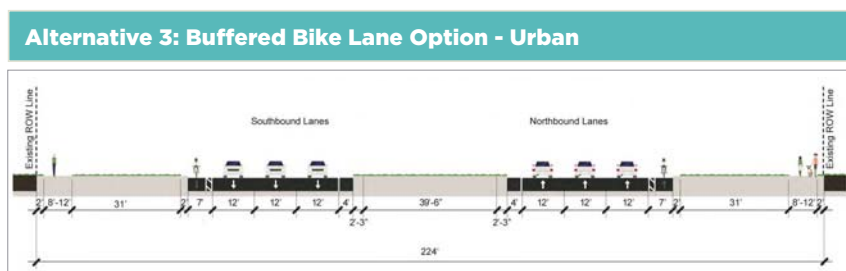 Alternative 3: Buffered Bike Lane Option - Urban
Existing ROW Line
Existing ROW Line
Southbound Lanes
Northbound Lanes
2' 8'-12' 31' 2' 7' 12' 12' 12' 4' 39'-6" 4' 12' 12' 12' 7' 2' 31' 8'-12' 2'
2'-3" 2'-3"
224'